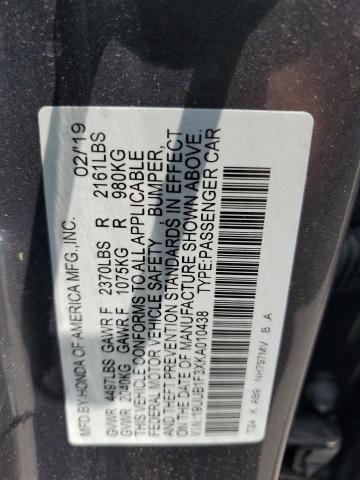 MFD.BY HONDA OF AMERICA MFG.,INC. 02/'19
GVWR 4497LBS GAWR F 2370LBS R 2161LBS
GVWR 2040KG GAWR F 1075KG R 980KG
THIS VEHICLE CONFORMS TO ALL APPLICABLE
FEDERAL MOTOR VEHICLE SAFETY , BUMPER,
AND THEFT PREVENTION STANDARDS IN EFFECT
ON THE DATE OF MANUFACTURE SHOWN ABOVE.
V.I.N.:19UUB1F3XKA010438 TYPE:PASSENGER CAR
TZ4 K AB9 NH797MV B A